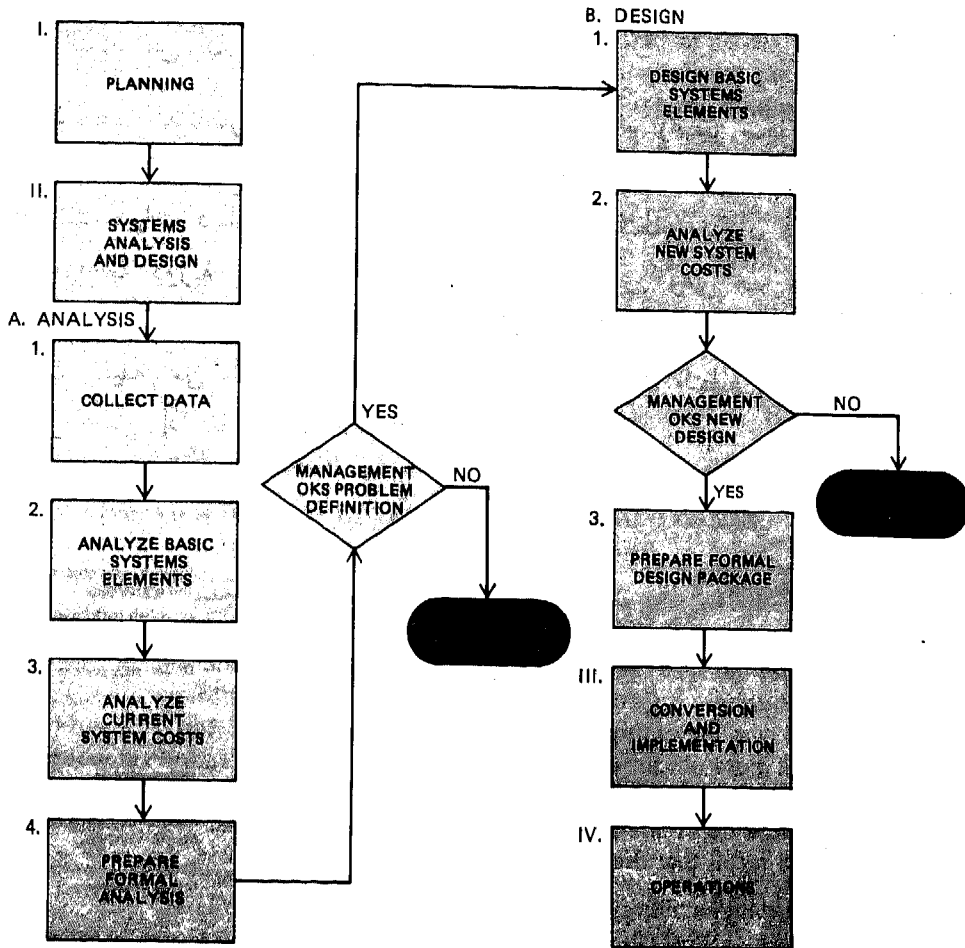 I.
PLANNING
II.
SYSTEMS
ANALYSIS
AND DESIGN
A. ANALYSIS
1.
COLLECT DATA
2.
ANALYZE BASIC
SYSTEMS
ELEMENTS
3.
ANALYZE
CURRENT
SYSTEM COSTS
4.
PREPARE
FORMAL
ANALYSIS
YES
MANAGEMENT
OKS PROBLEM
DEFINITION
NO
B. DESIGN
1.
DESIGN BASIC
SYSTEMS
ELEMENTS
2.
ANALYZE
NEW SYSTEM
COSTS
MANAGEMENT
OKS NEW
DESIGN
NO
YES
3.
PREPARE FORMAL
DESIGN PACKAGE
III.
CONVERSION
AND
IMPLEMENTATION
IV.
OPERATIONS